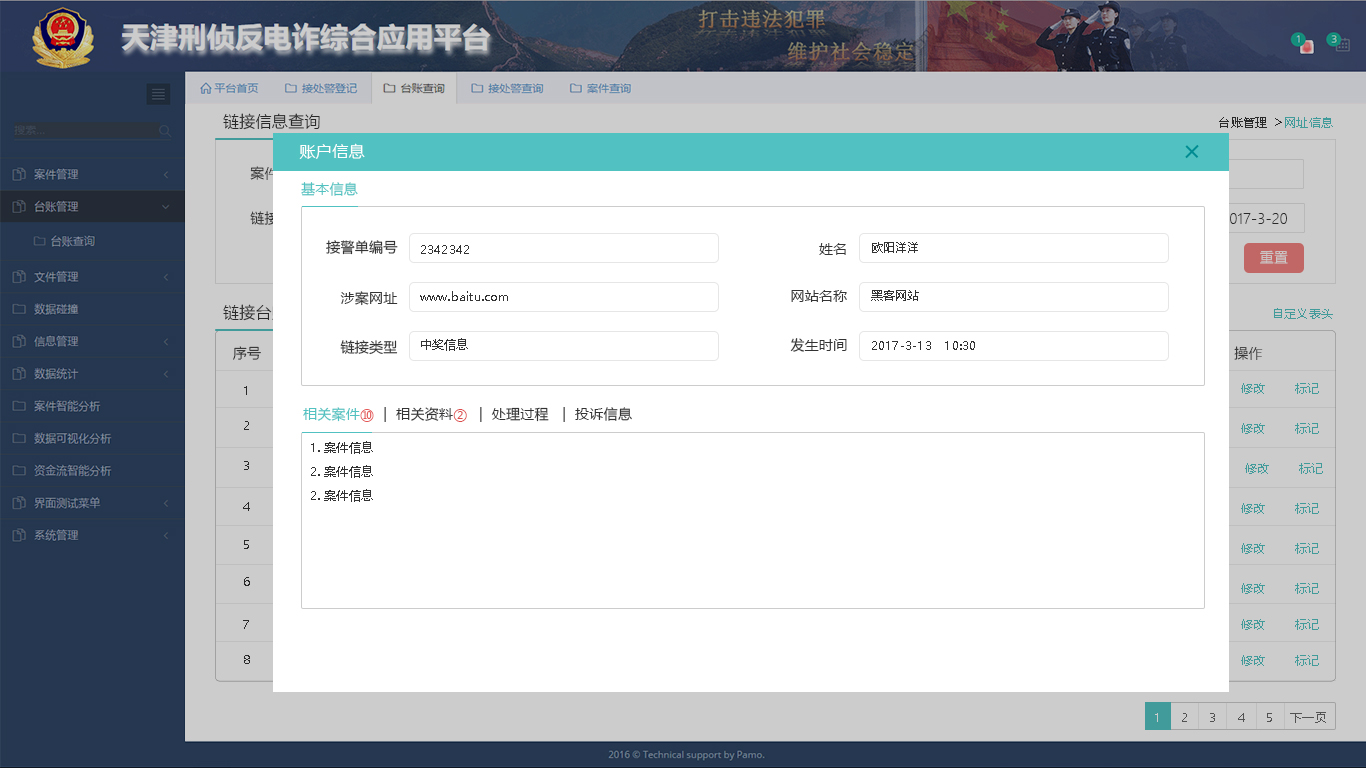 天津刑侦反电诈综合应用平台
打击违法犯罪
维护社会稳定
1
3
平台首页
接处警登记
台账查询
接处警查询
案件查询
搜索...
案件管理
台账管理
台账查询
文件管理
数据碰撞
信息管理
数据统计
案件智能分析
数据可视化分析
资金流智能分析
界面测试菜单
系统管理
链接信息查询
台账管理 >网址信息
案件
链接
017-3-20
重置
账户信息
基本信息
接警单编号 2342342
姓名 欧阳洋洋
涉案网址 www.baitu.com
网站名称 黑客网站
链接类型 中奖信息
发生时间 2017-3-13 10:30
相关案件⑩ | 相关资料② | 处理过程 | 投诉信息
1.案件信息
2.案件信息
2.案件信息
链接台
自定义表头
序号 操作
1 修改 标记
2 修改 标记
3 修改 标记
4 修改 标记
5 修改 标记
6 修改 标记
7 修改 标记
8 修改 标记
1 2 3 4 5 下一页
2016 © Technical support by Pamo.